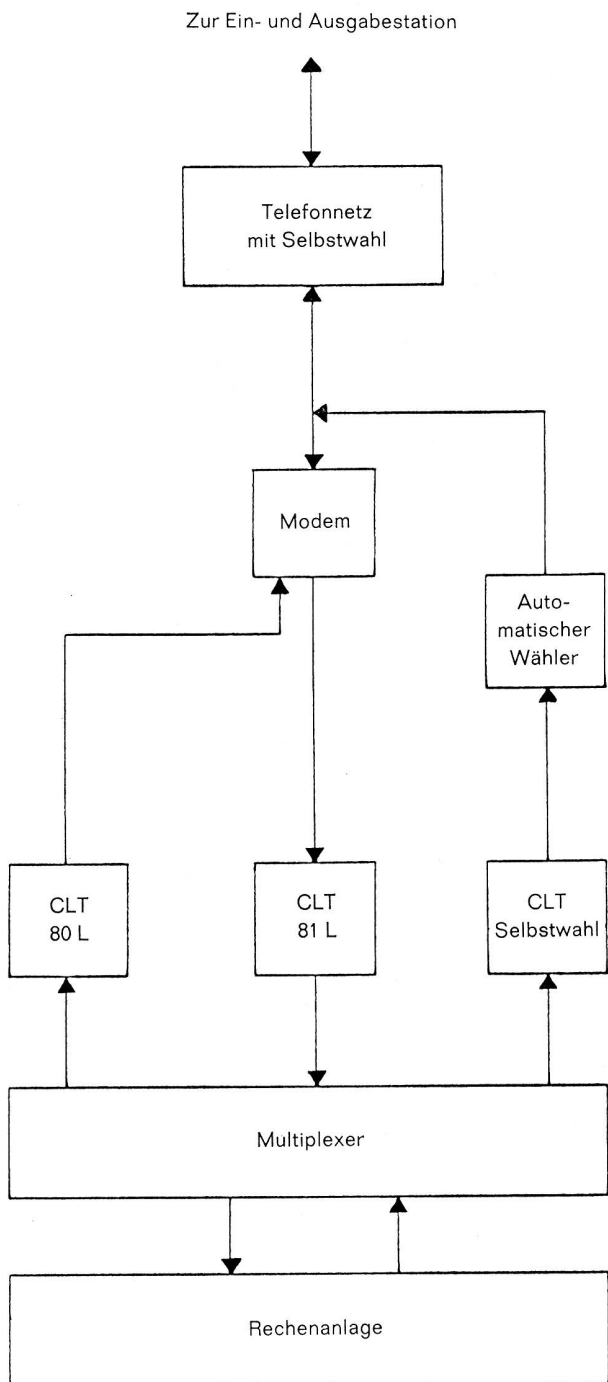 Zur Ein- und Ausgabestation
Telefonnetz
mit Selbstwahl
Modem
Auto-
matischer
Wähler
CLT
80 L
CLT
81 L
CLT
Selbstwahl
Multiplexer
Rechenanlage